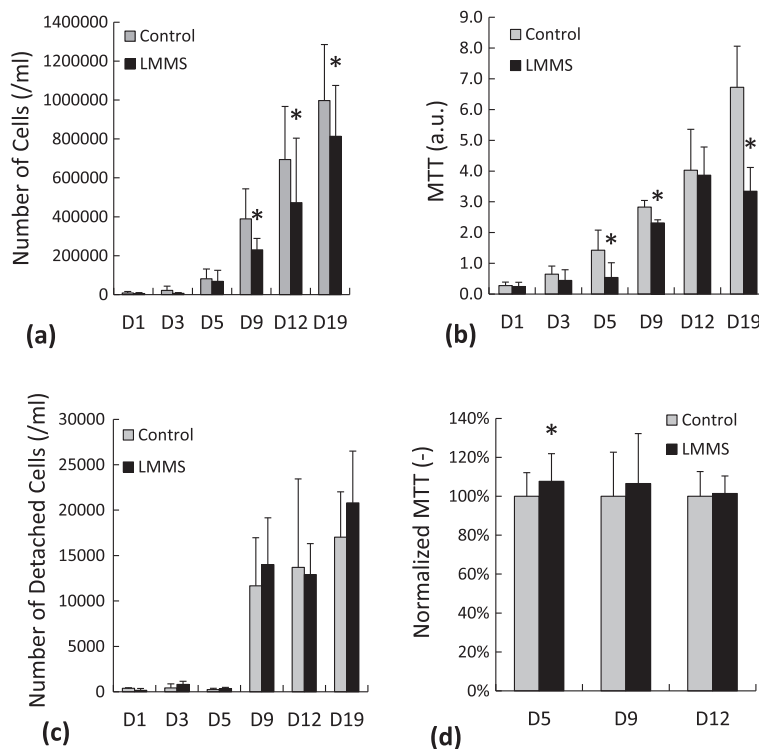 1400000
1200000
1000000
800000
600000
400000
200000
0
Number of Cells (/ml)
Control
LMMS
*
*
*
D1 D3 D5 D9 D12 D19
(a)
9.0
8.0
7.0
6.0
5.0
4.0
3.0
2.0
1.0
0.0
MTT (a.u.)
Control
LMMS
*
*
*
D1 D3 D5 D9 D12 D19
(b)
30000
25000
20000
15000
10000
5000
0
Number of Detached Cells (/ml)
Control
LMMS
D1 D3 D5 D9 D12 D19
(c)
140%
120%
100%
80%
60%
40%
20%
0%
Normalized MTT (-)
Control
LMMS
*
D5 D9 D12
(d)